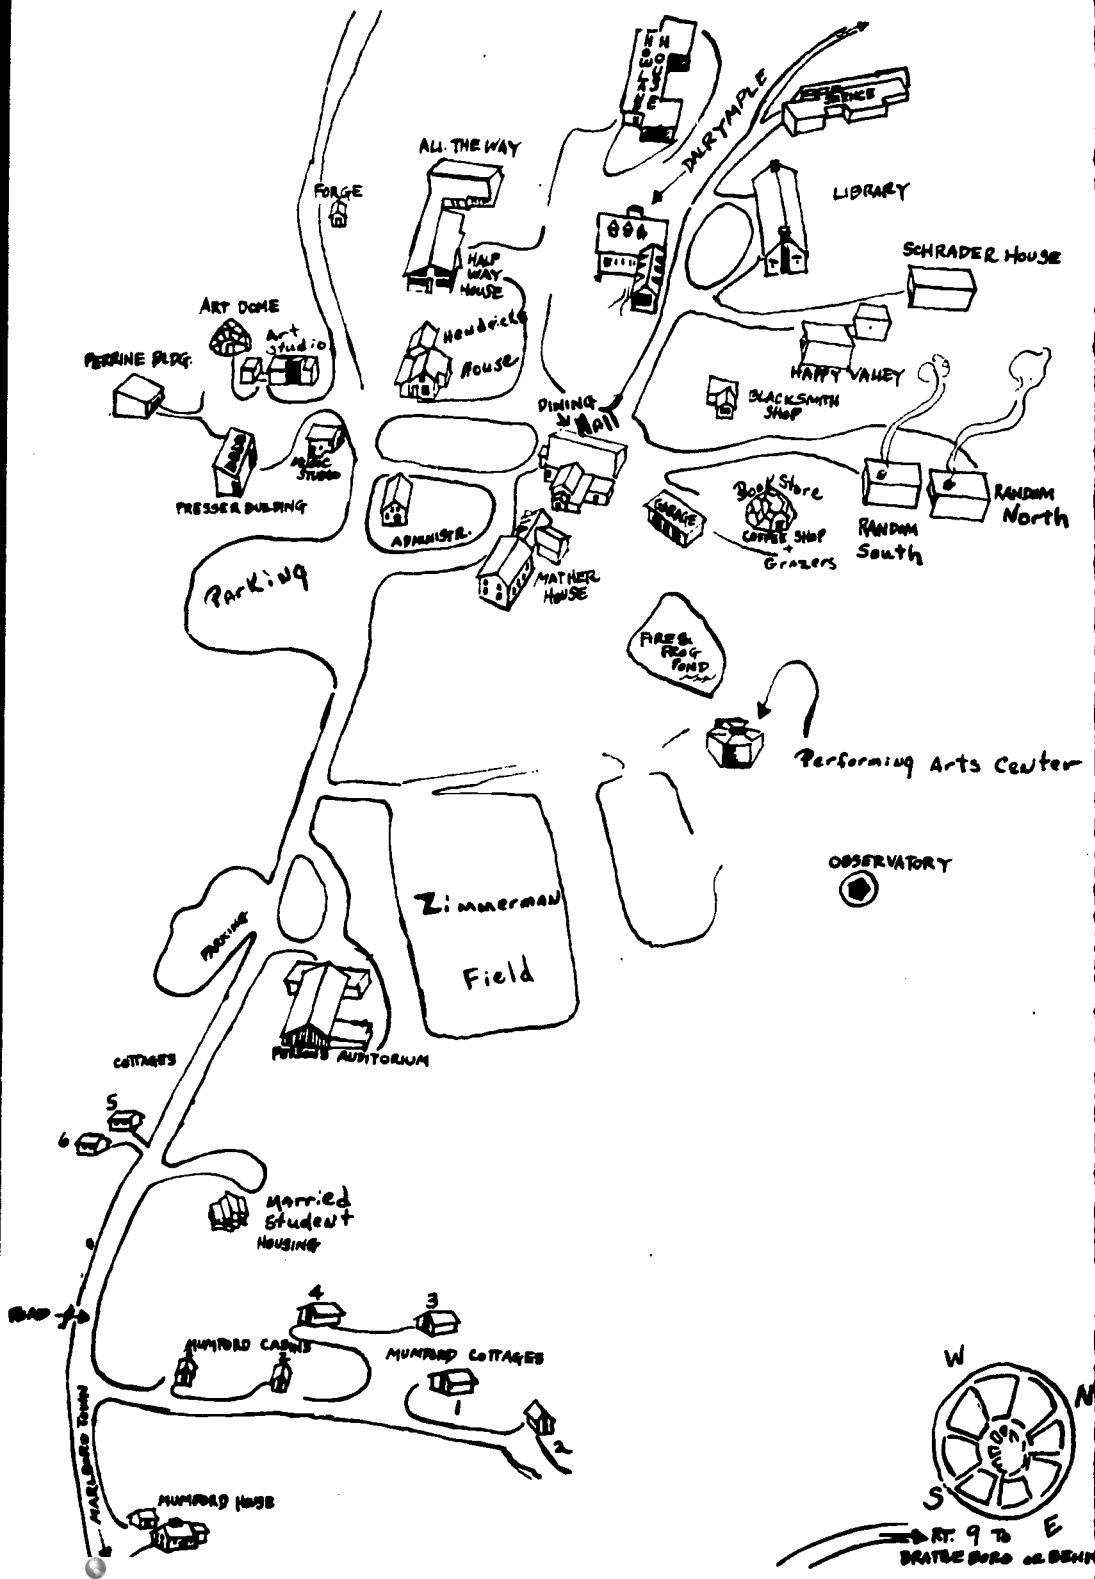 HOWLAND
HOUSE
DALRYMPLE
SCIENCE
ALL THE WAY
FORGE
LIBRARY
HALF
WAY
HOUSE
SCHRADER HOUSE
ART DOME
Art
Studio
Hendricks
House
PERRINE BLDG.
HAPPY VALLEY
BLACKSMITH
SHOP
DINING
Hall
MUSIC
STUDIO
PRESSER BUILDING
ADMINISTR.
GARAGE
Book Store
COFFEE SHOP
+
Grazers
RANDOM
South
RANDOM
North
Parking
MATHER
HOUSE
FIRE &
FROG
POND
Performing Arts Center
OBSERVATORY
Zimmerman
Field
PARKING
PERSONS AUDITORIUM
COTTAGES
5
6
Married
Student
HOUSING
ROAD
4
3
MUMFORD CABINS
MUMFORD COTTAGES
1
2
MARLBORO TOWN
MUMFORD HOUSE
W
N
S
E
RT. 9 TO
BRATTLEBORO OR BENN